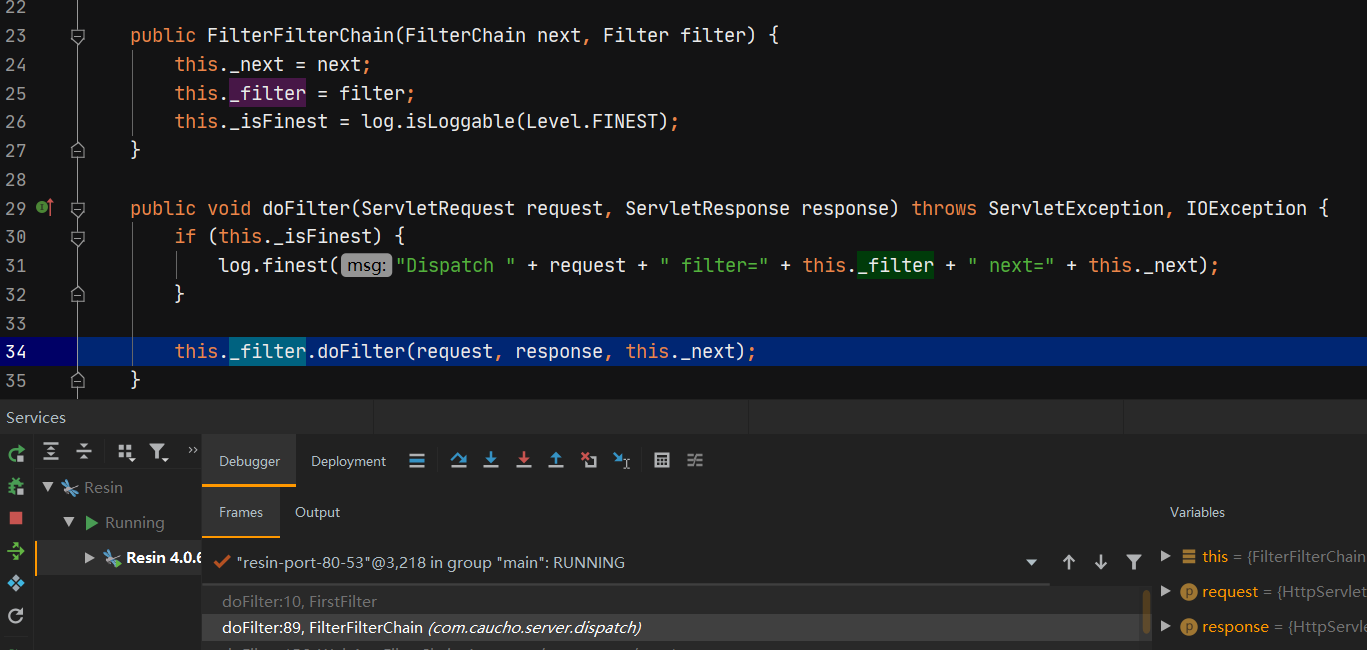 22
23 public FilterFilterChain(FilterChain next, Filter filter) {
24 this._next = next;
25 this._filter = filter;
26 this._isFinest = log.isLoggable(Level.FINEST);
27 }
28
29 public void doFilter(ServletRequest request, ServletResponse response) throws ServletException, IOException {
30 if (this._isFinest) {
31 log.finest( msg: "Dispatch " + request + " filter=" + this._filter + " next=" + this._next);
32 }
33
34 this._filter.doFilter(request, response, this._next);
35 }
Services
Debugger Deployment
Resin
Frames Output
Variables
Running
Resin 4.0.6
"resin-port-80-53"@3,218 in group "main": RUNNING
this = {FilterFilterChain
doFilter:10, FirstFilter
request = {HttpServlet
doFilter:89, FilterFilterChain (com.caucho.server.dispatch)
response = {HttpServle